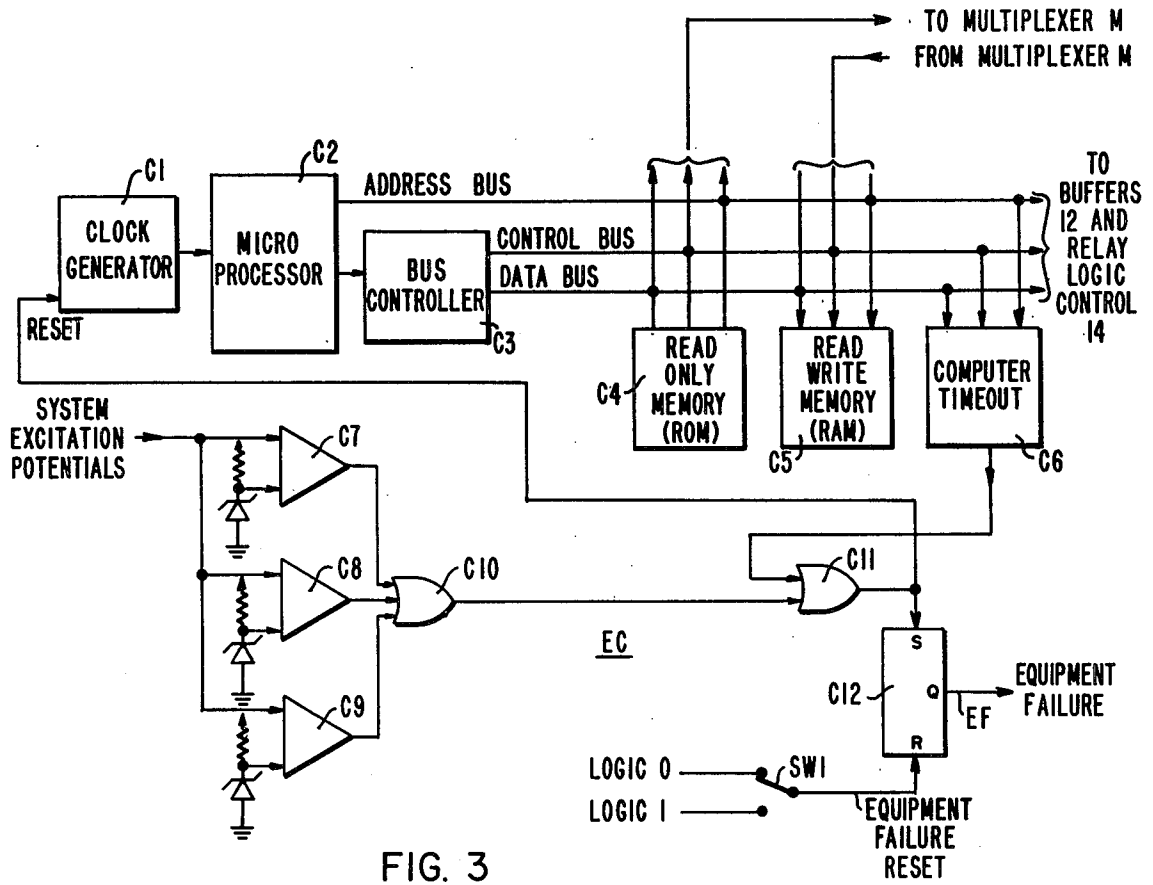 TO MULTIPLEXER M
FROM MULTIPLEXER M
C1
CLOCK
GENERATOR
RESET
C2
MICRO
PROCESSOR
ADDRESS BUS
BUS
CONTROLLER
C3
CONTROL BUS
DATA BUS
TO
BUFFERS
12 AND
RELAY
LOGIC
CONTROL
14
C4
READ
ONLY
MEMORY
(ROM)
READ
WRITE
MEMORY
(RAM)
C5
COMPUTER
TIMEOUT
C6
SYSTEM
EXCITATION
POTENTIALS
C7
C8
C9
C10
C11
EC
S
C12
Q
R
EF
EQUIPMENT
FAILURE
LOGIC 0
SW1
LOGIC 1
EQUIPMENT
FAILURE
RESET
FIG. 3